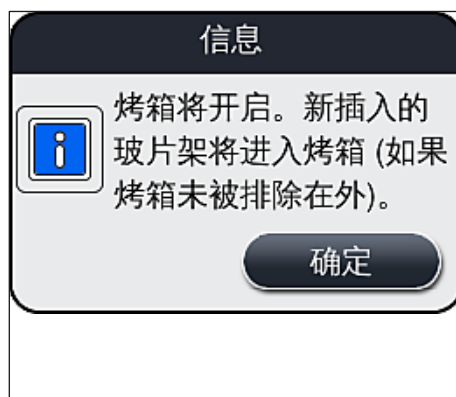 信息
烤箱将开启。新插入的
玻片架将进入烤箱 (如果
烤箱未被排除在外)。
确定